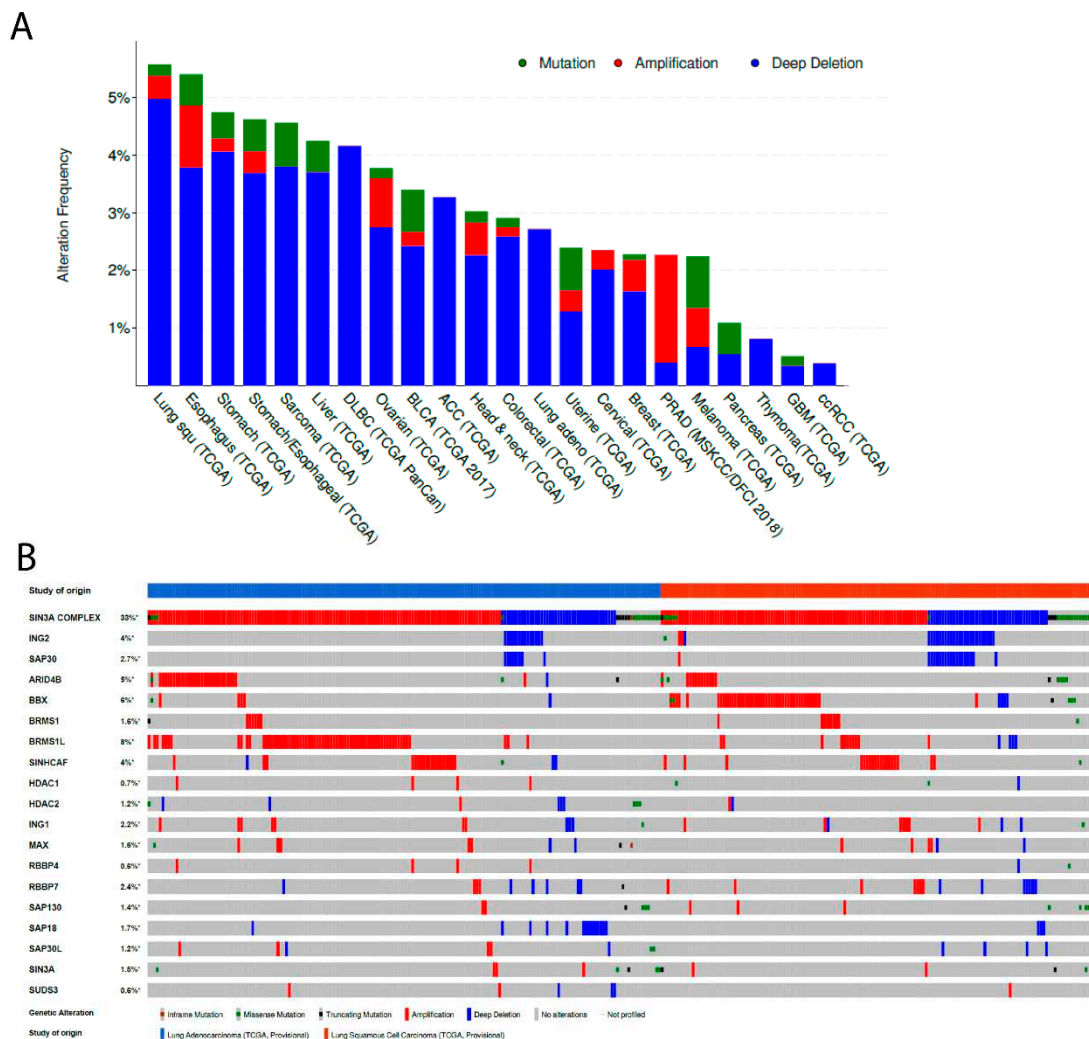 A
Mutation Amplification Deep Deletion
Alteration Frequency
5%
4%
3%
2%
1%
Lung squ (TCGA)
Esophagus (TCGA)
Stomach (TCGA)
Stomach/Esophageal (TCGA)
Sarcoma (TCGA)
Liver (TCGA)
DLBC (TCGA PanCan)
Ovarian (TCGA)
BLCA (TCGA 2017)
ACC (TCGA)
Head & neck (TCGA)
Colorectal (TCGA)
Lung adeno (TCGA)
Uterine (TCGA)
Cervical (TCGA)
Breast (TCGA)
PRAD (MSKCC/DFCI 2018)
Melanoma (TCGA)
Pancreas (TCGA)
Thymoma(TCGA)
GBM (TCGA)
ccRCC (TCGA)
B
Study of origin
SIN3A COMPLEX 33%*
ING2 4%*
SAP30 2.7%*
ARID4B 5%*
BBX 6%*
BRMS1 1.6%*
BRMS1L 8%*
SINHCAF 4%*
HDAC1 0.7%*
HDAC2 1.2%*
ING1 2.2%*
MAX 1.6%*
RBBP4 0.6%*
RBBP7 2.4%*
SAP130 1.4%*
SAP18 1.7%*
SAP30L 1.2%*
SIN3A 1.5%*
SUDS3 0.6%*
Genetic Alteration Inframe Mutation Missense Mutation Truncating Mutation Amplification Deep Deletion No alterations - Not profiled
Study of origin Lung Adenocarcinoma (TCGA, Provisional) Lung Squamous Cell Carcinoma (TCGA, Provisional)